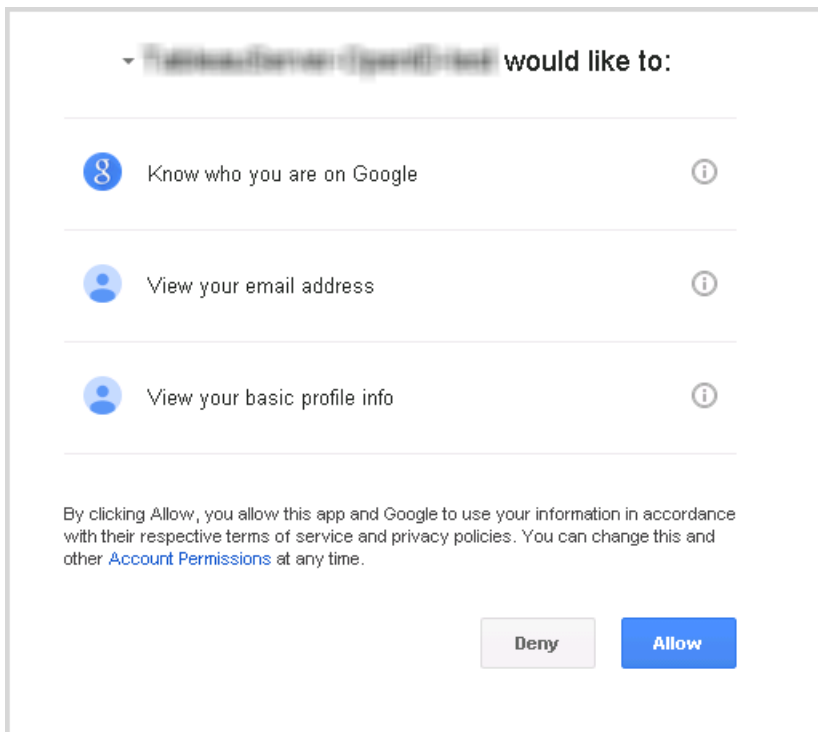 would like to:
Know who you are on Google
View your email address
View your basic profile info
By clicking Allow, you allow this app and Google to use your information in accordance
with their respective terms of service and privacy policies. You can change this and
other Account Permissions at any time.
Deny Allow